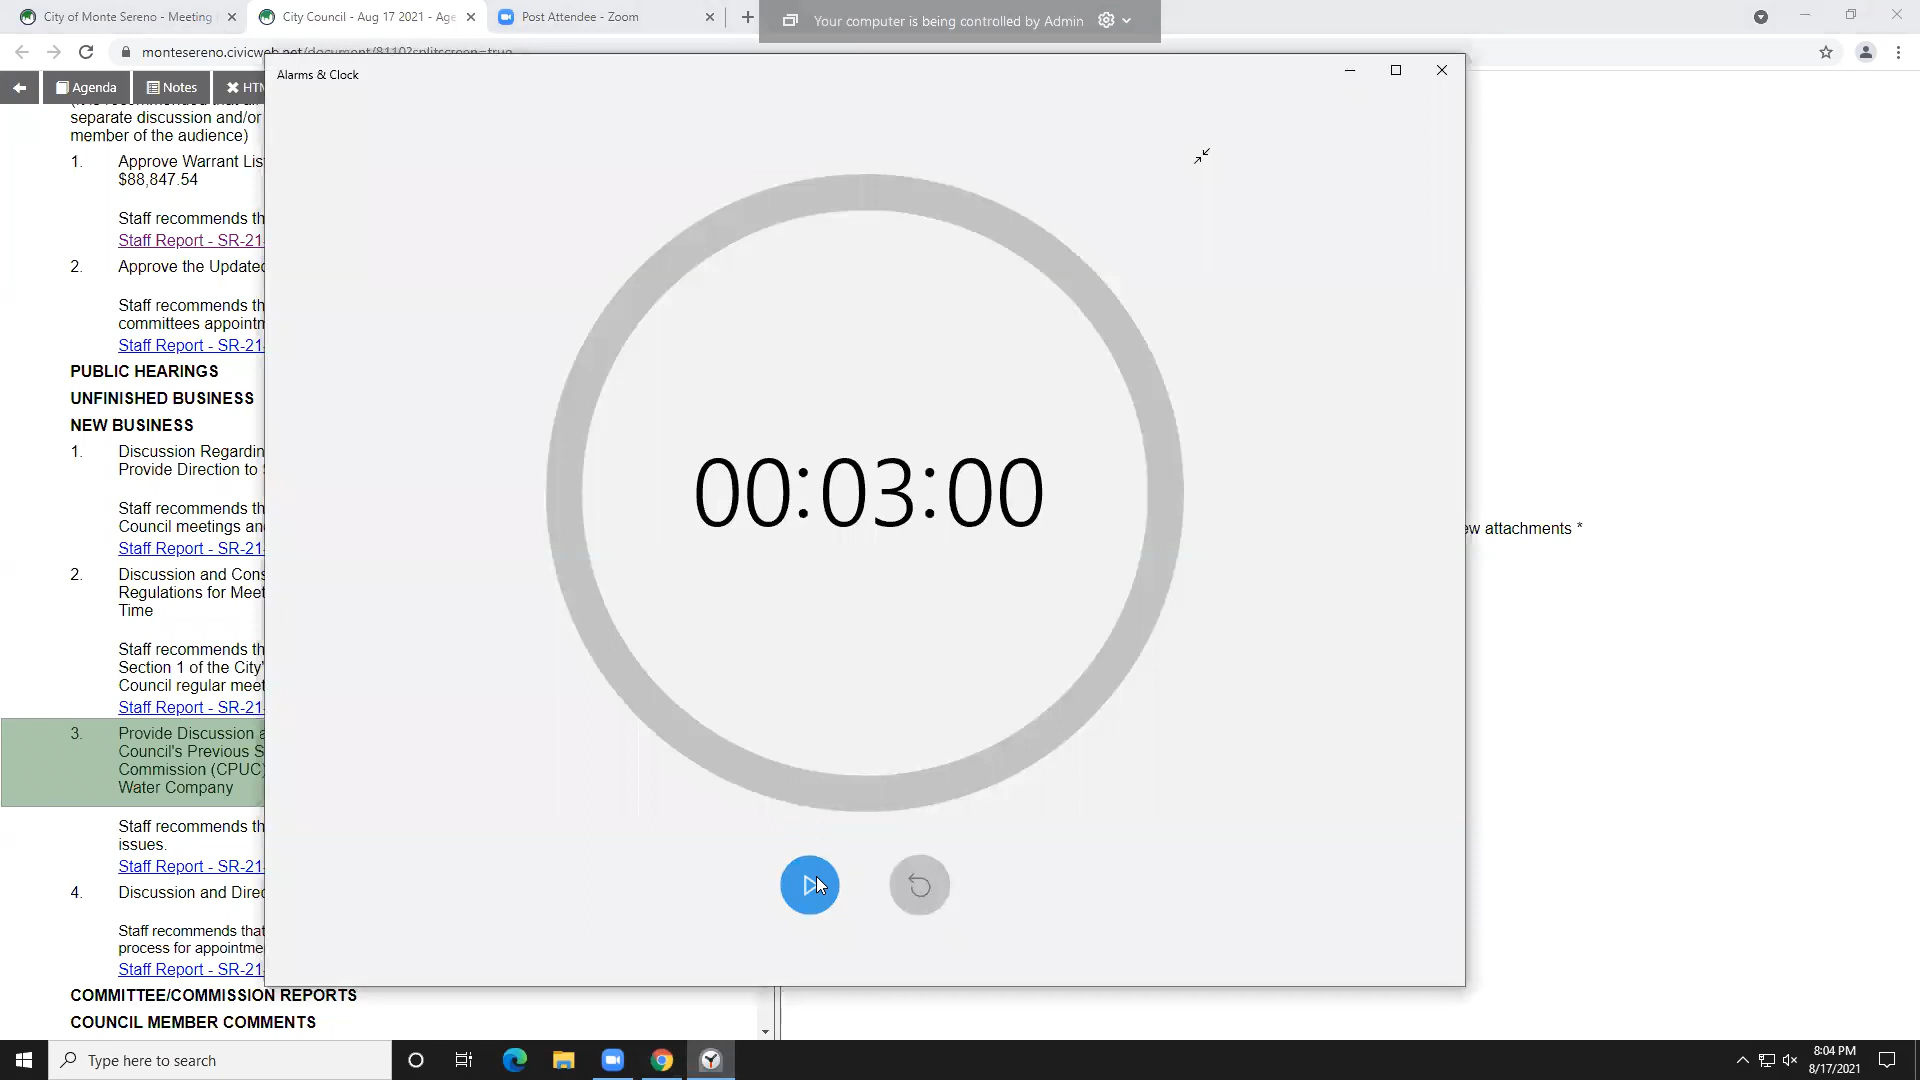 City of Monte Sereno - Meeting
City Council - Aug 17 2021 - Age
Post Attendee - Zoom
Your computer is being controlled by Admin
montesereno.civicweb.net/document/8110?splitscreen=true
Agenda
Notes
Alarms & Clock
separate discussion and/or
member of the audience)
1. Approve Warrant Lis
$88,847.54
Staff recommends th
Staff Report - SR-21-
2. Approve the Updated
Staff recommends th
committees appointm
Staff Report - SR-21-
PUBLIC HEARINGS
UNFINISHED BUSINESS
NEW BUSINESS
1. Discussion Regardin
Provide Direction to
Staff recommends th
Council meetings an
Staff Report - SR-21-
2. Discussion and Cons
Regulations for Meet
Time
Staff recommends th
Section 1 of the City'
Council regular meet
Staff Report - SR-21-
3. Provide Discussion a
Council's Previous S
Commission (CPUC)
Water Company
Staff recommends th
issues.
Staff Report - SR-21-
4. Discussion and Direc
Staff recommends that
process for appointme
Staff Report - SR-21-
COMMITTEE/COMMISSION REPORTS
COUNCIL MEMBER COMMENTS
00:03:00
ew attachments *
Type here to search
8:04 PM
8/17/2021